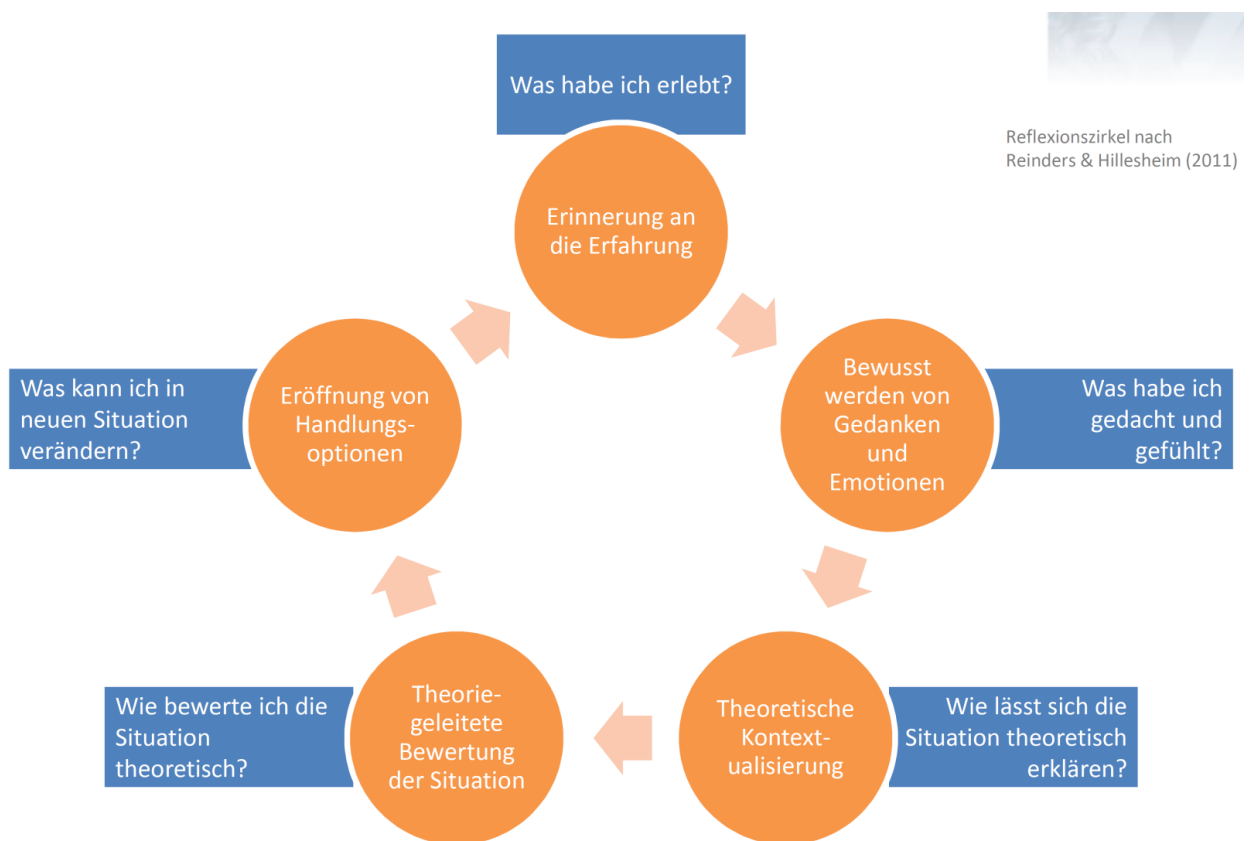 Was habe ich erlebt?
Reflexionszirkel nach
Reinders & Hillesheim (2011)
Erinnerung an
die Erfahrung
Bewusst
werden von
Gedanken
und
Emotionen
Was habe ich
gedacht und
gefühlt?
Theoretische
Kontext-
ualisierung
Wie lässt sich die
Situation theoretisch
erklären?
Theorie-
geleitete
Bewertung
der Situation
Wie bewerte ich die
Situation
theoretisch?
Eröffnung von
Handlungs-
optionen
Was kann ich in
neuen Situation
verändern?